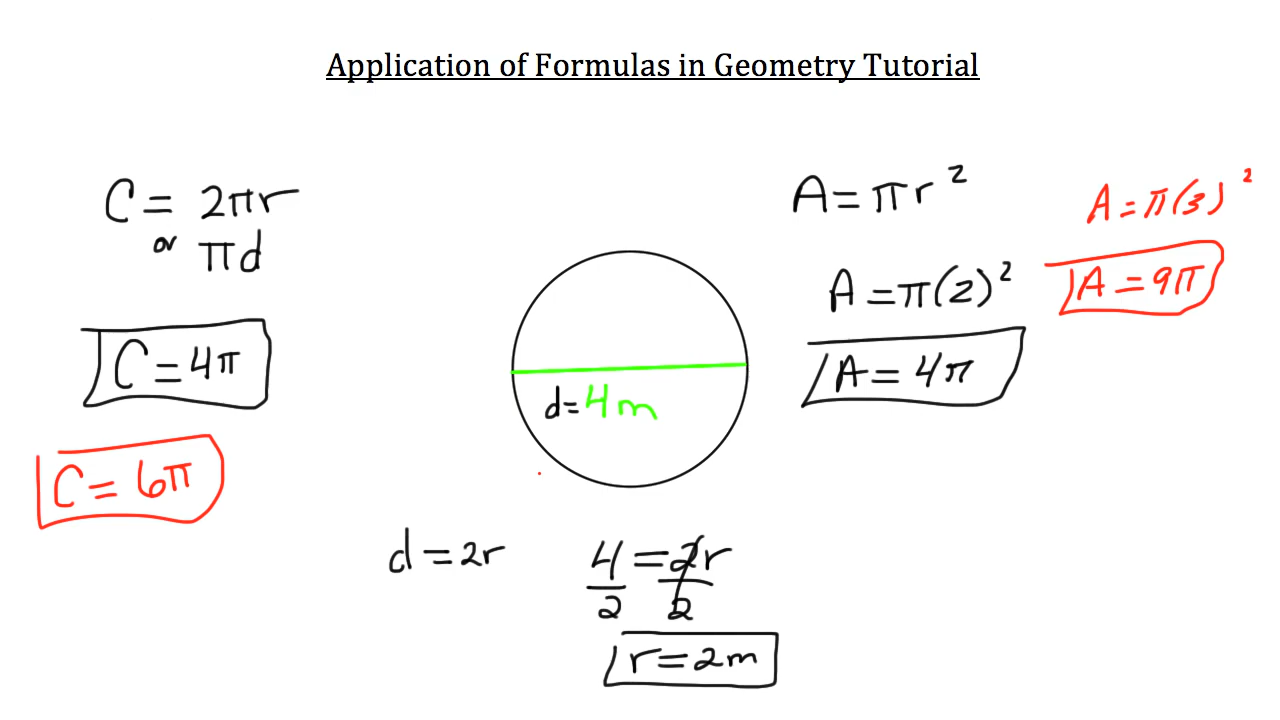 Application of Formulas in Geometry Tutorial
C = 2πr
or πd
C = 4π
C = 6π
d = 4m
A = πr²
A = π(2)²
A = 4π
A = π(3)²
A = 9π
d = 2r
4 = 2r
2 2
r = 2m